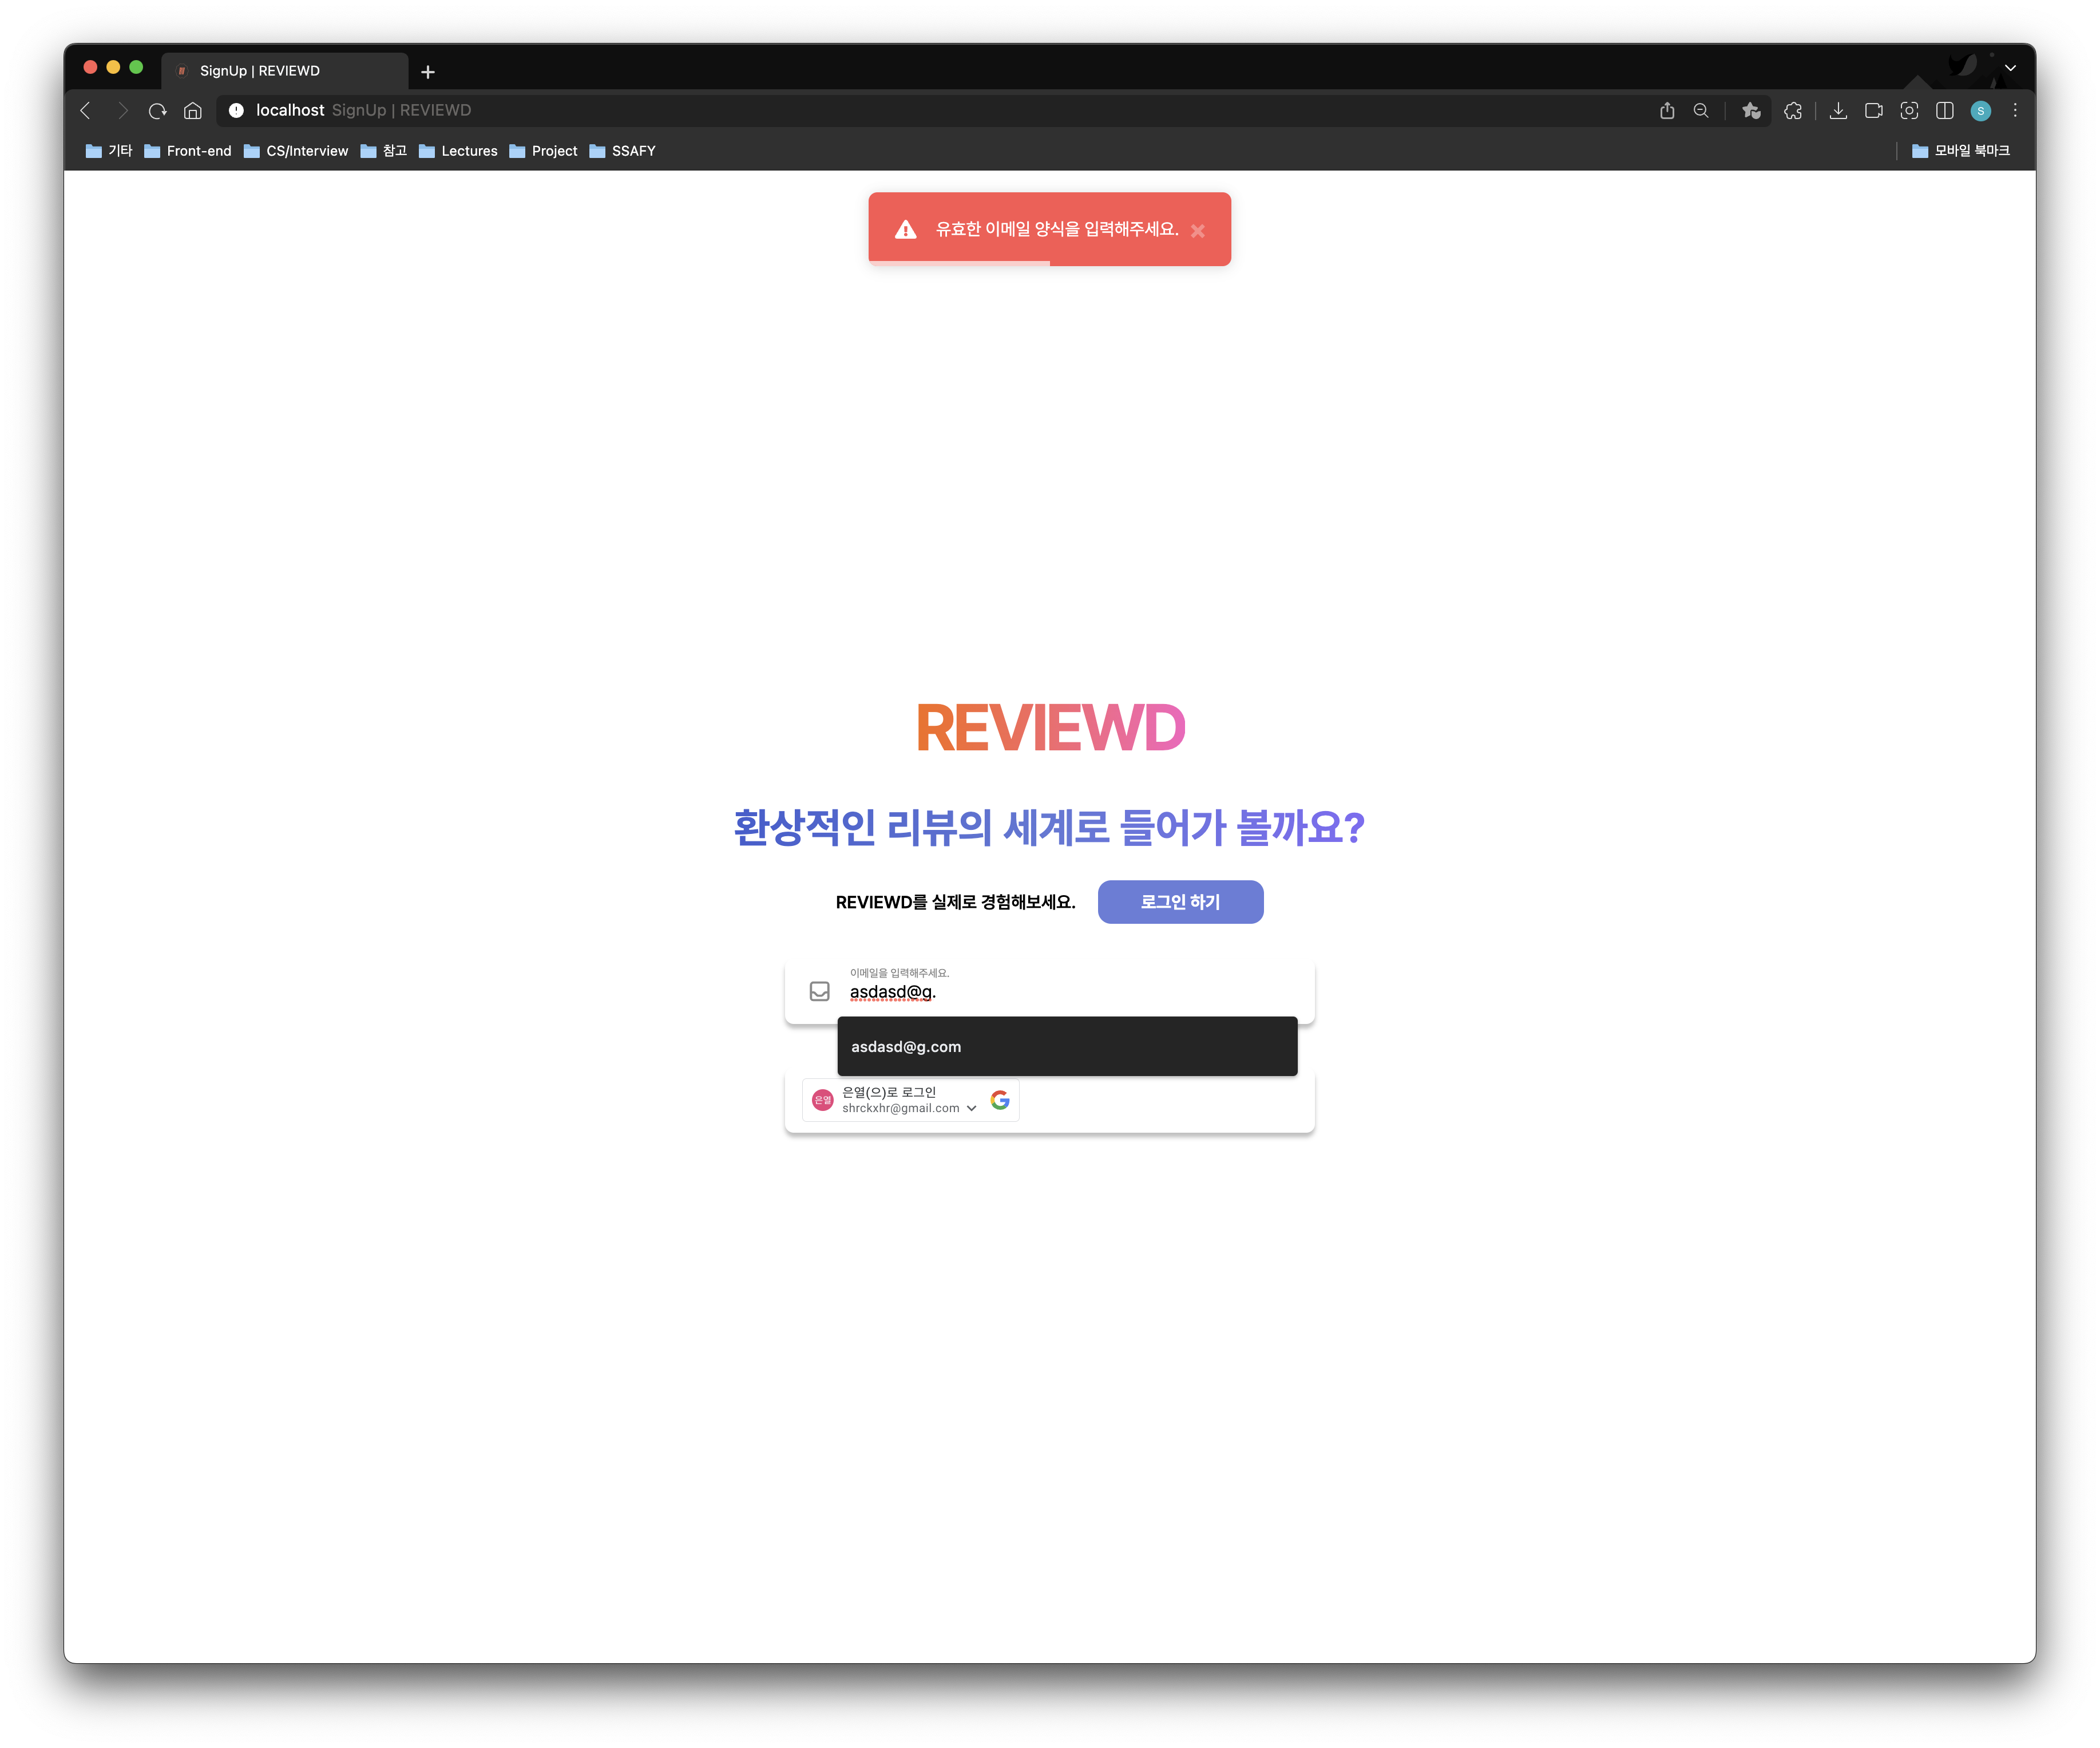 SignUp | REVIEWD
localhost SignUp | REVIEWD
S
기타 Front-end CS/Interview 참고 Lectures Project SSAFY 모바일 북마크
유효한 이메일 양식을 입력해주세요.
REVIEWD
환상적인 리뷰의 세계로 들어가 볼까요?
REVIEWD를 실제로 경험해보세요. 로그인 하기
이메일을 입력해주세요.
asdasd@g.
asdasd@g.com
은열
은열(으)로 로그인
shrckxhr@gmail.com